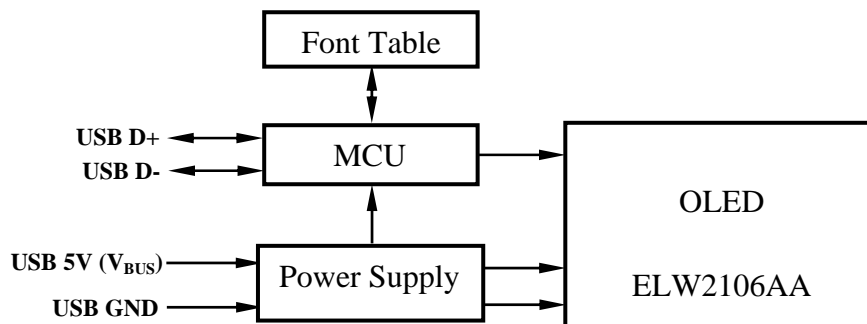 Font Table
USB D+
MCU
USB D-
OLED
USB 5V (VBUS)
Power Supply
ELW2106AA
USB GND